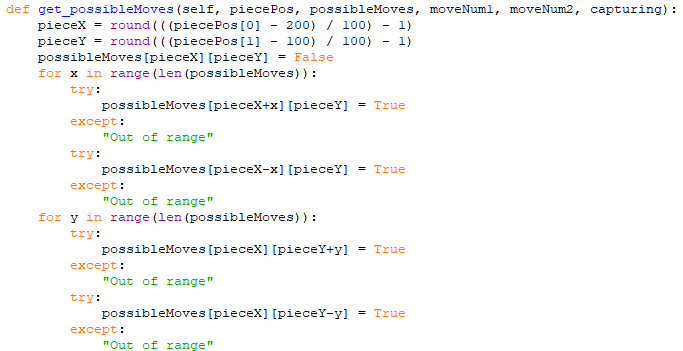 def get_possibleMoves(self, piecePos, possibleMoves, moveNum1, moveNum2, capturing):
    pieceX = round(((piecePos[0] - 200) / 100) - 1)
    pieceY = round(((piecePos[1] - 100) / 100) - 1)
    possibleMoves[pieceX][pieceY] = False
    for x in range(len(possibleMoves)):
        try:
            possibleMoves[pieceX+x][pieceY] = True
        except:
            "Out of range"
        try:
            possibleMoves[pieceX-x][pieceY] = True
        except:
            "Out of range"
    for y in range(len(possibleMoves)):
        try:
            possibleMoves[pieceX][pieceY+y] = True
        except:
            "Out of range"
        try:
            possibleMoves[pieceX][pieceY-y] = True
        except:
            "Out of range"